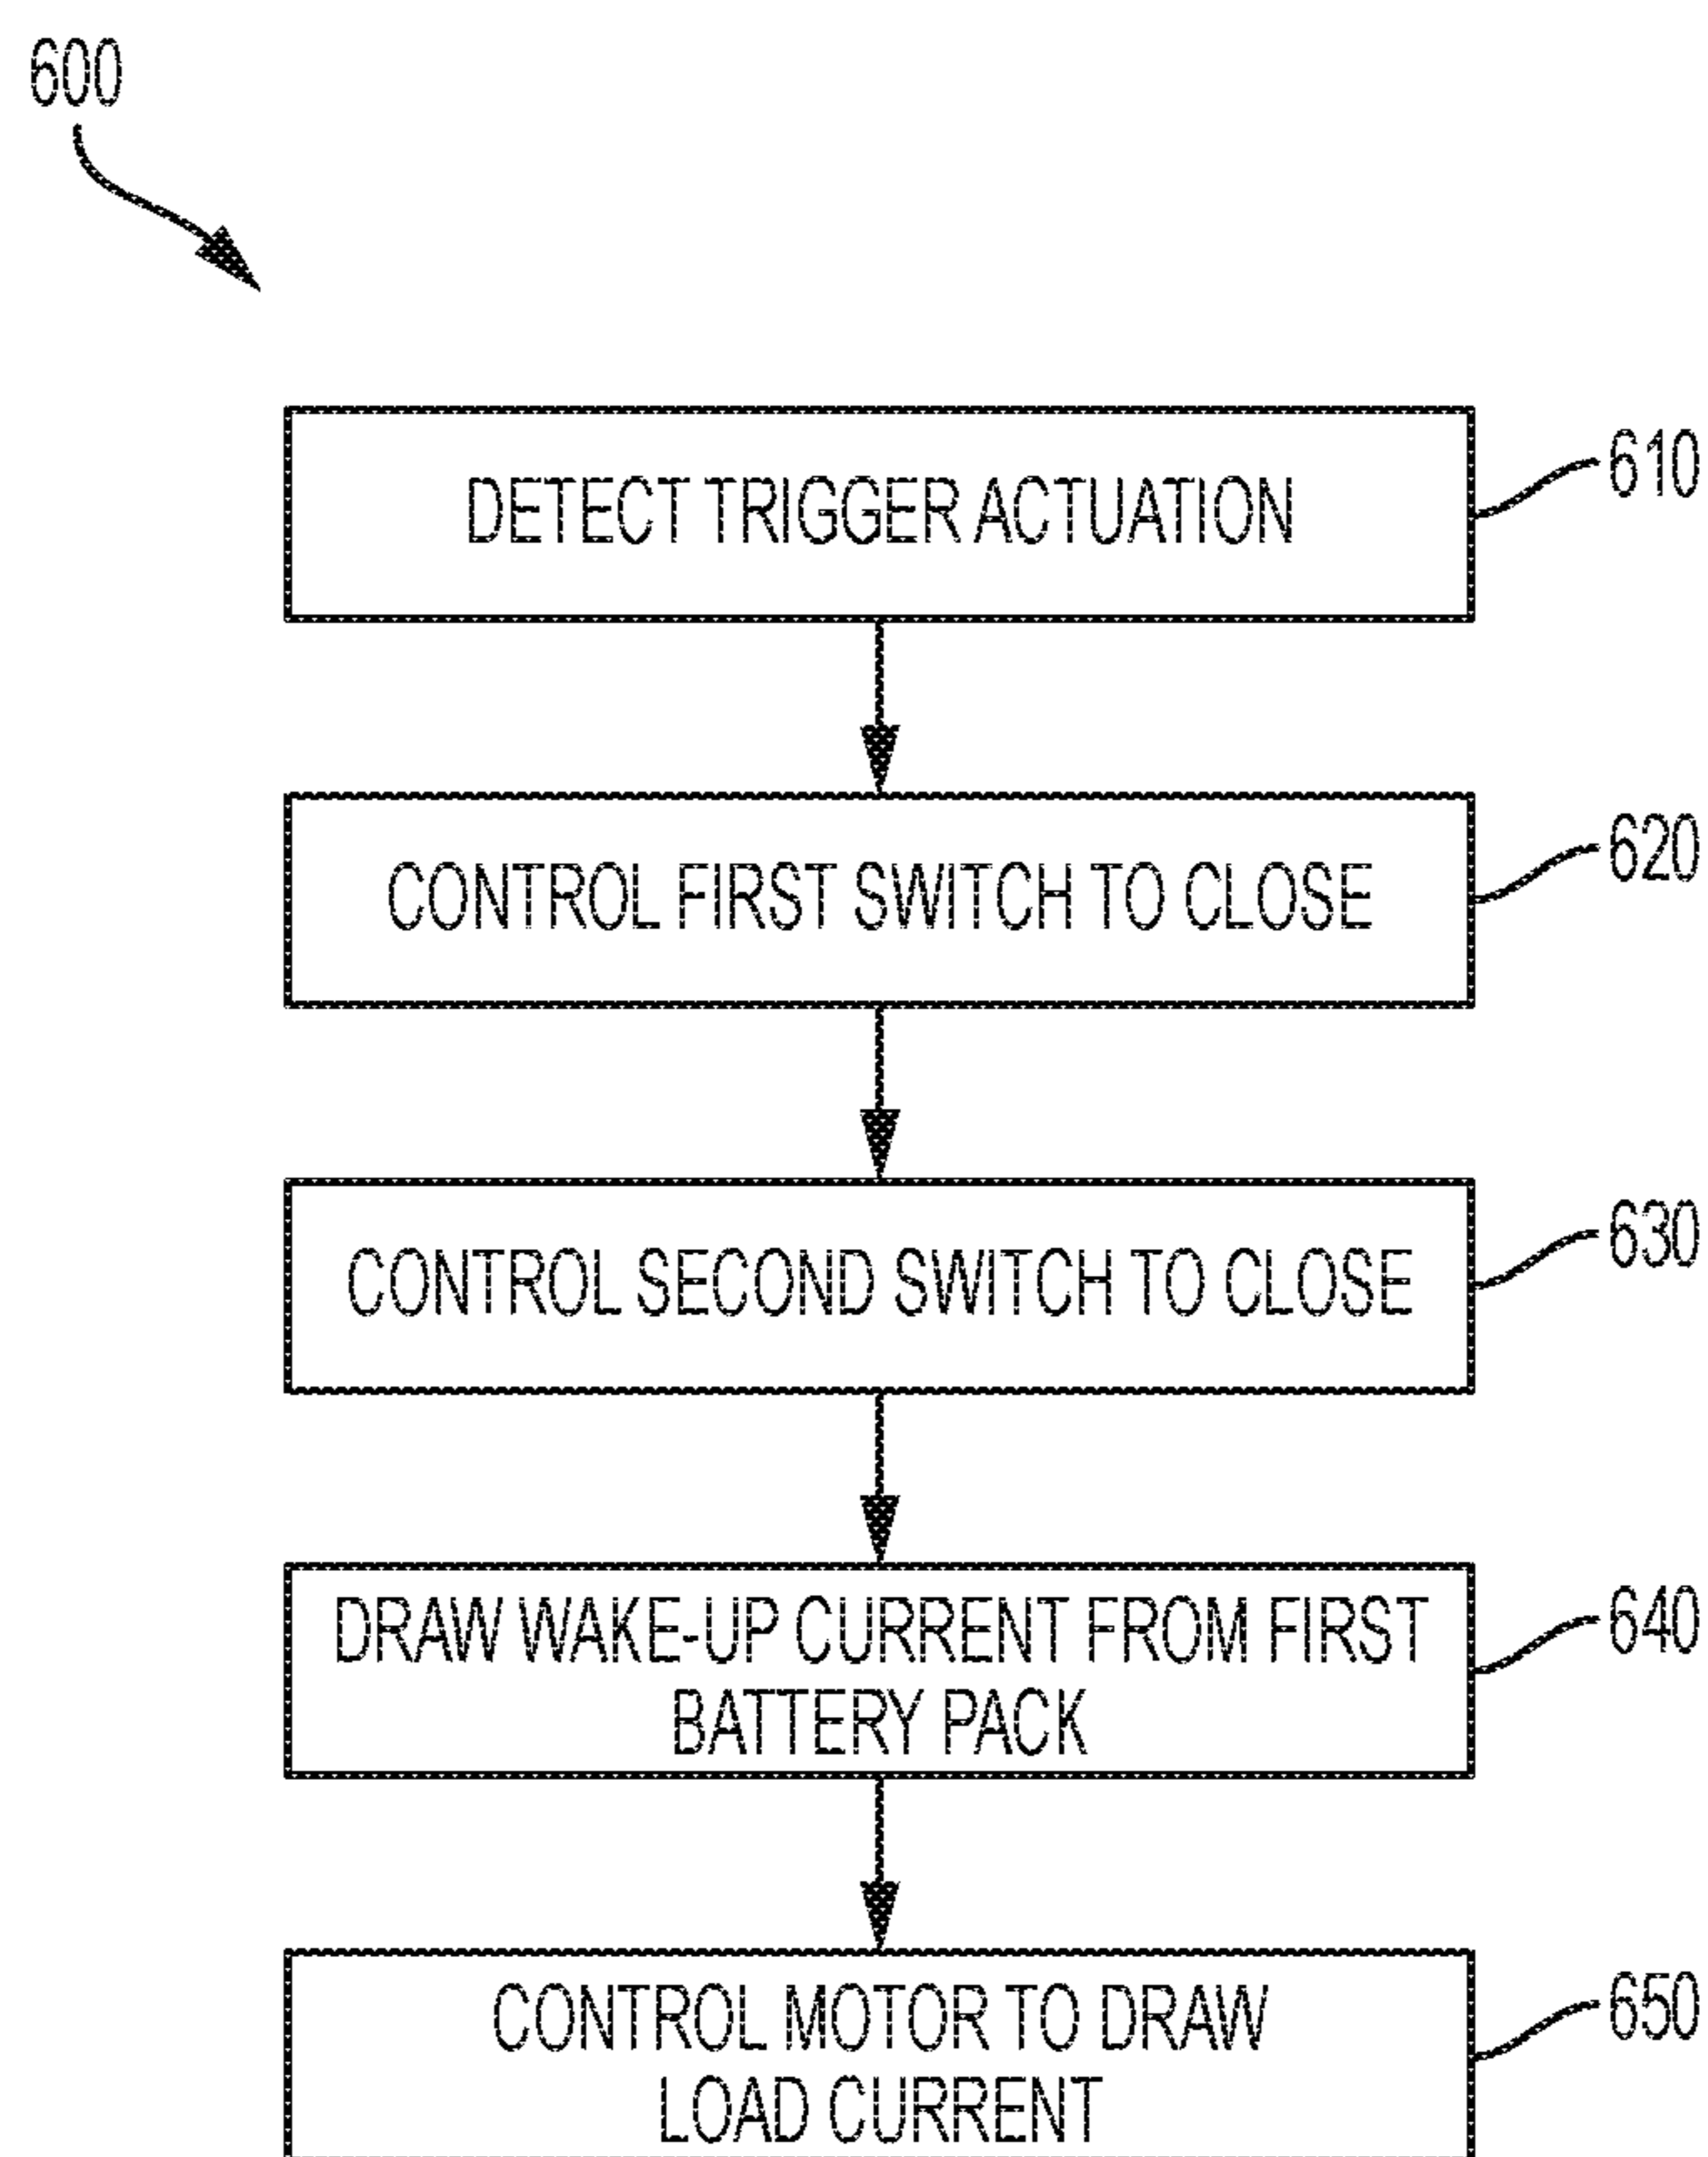 600
DETECT TRIGGER ACTUATION
610
CONTROL FIRST SWITCH TO CLOSE
620
CONTROL SECOND SWITCH TO CLOSE
630
DRAW WAKE-UP CURRENT FROM FIRST
BATTERY PACK
640
CONTROL MOTOR TO DRAW
LOAD CURRENT
650